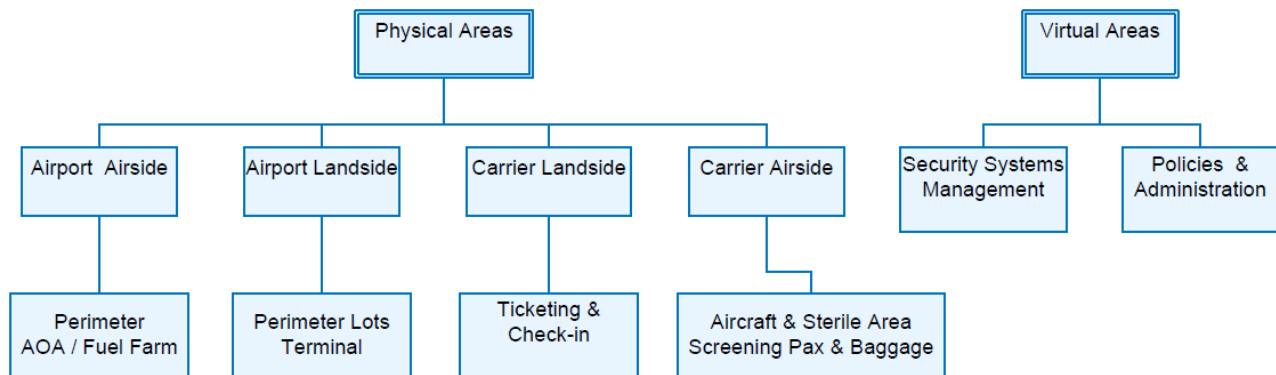 Physical Areas
Virtual Areas
Airport Airside
Airport Landside
Carrier Landside
Carrier Airside
Security Systems
Management
Policies &
Administration
Perimeter
AOA / Fuel Farm
Perimeter Lots
Terminal
Ticketing &
Check-in
Aircraft & Sterile Area
Screening Pax & Baggage